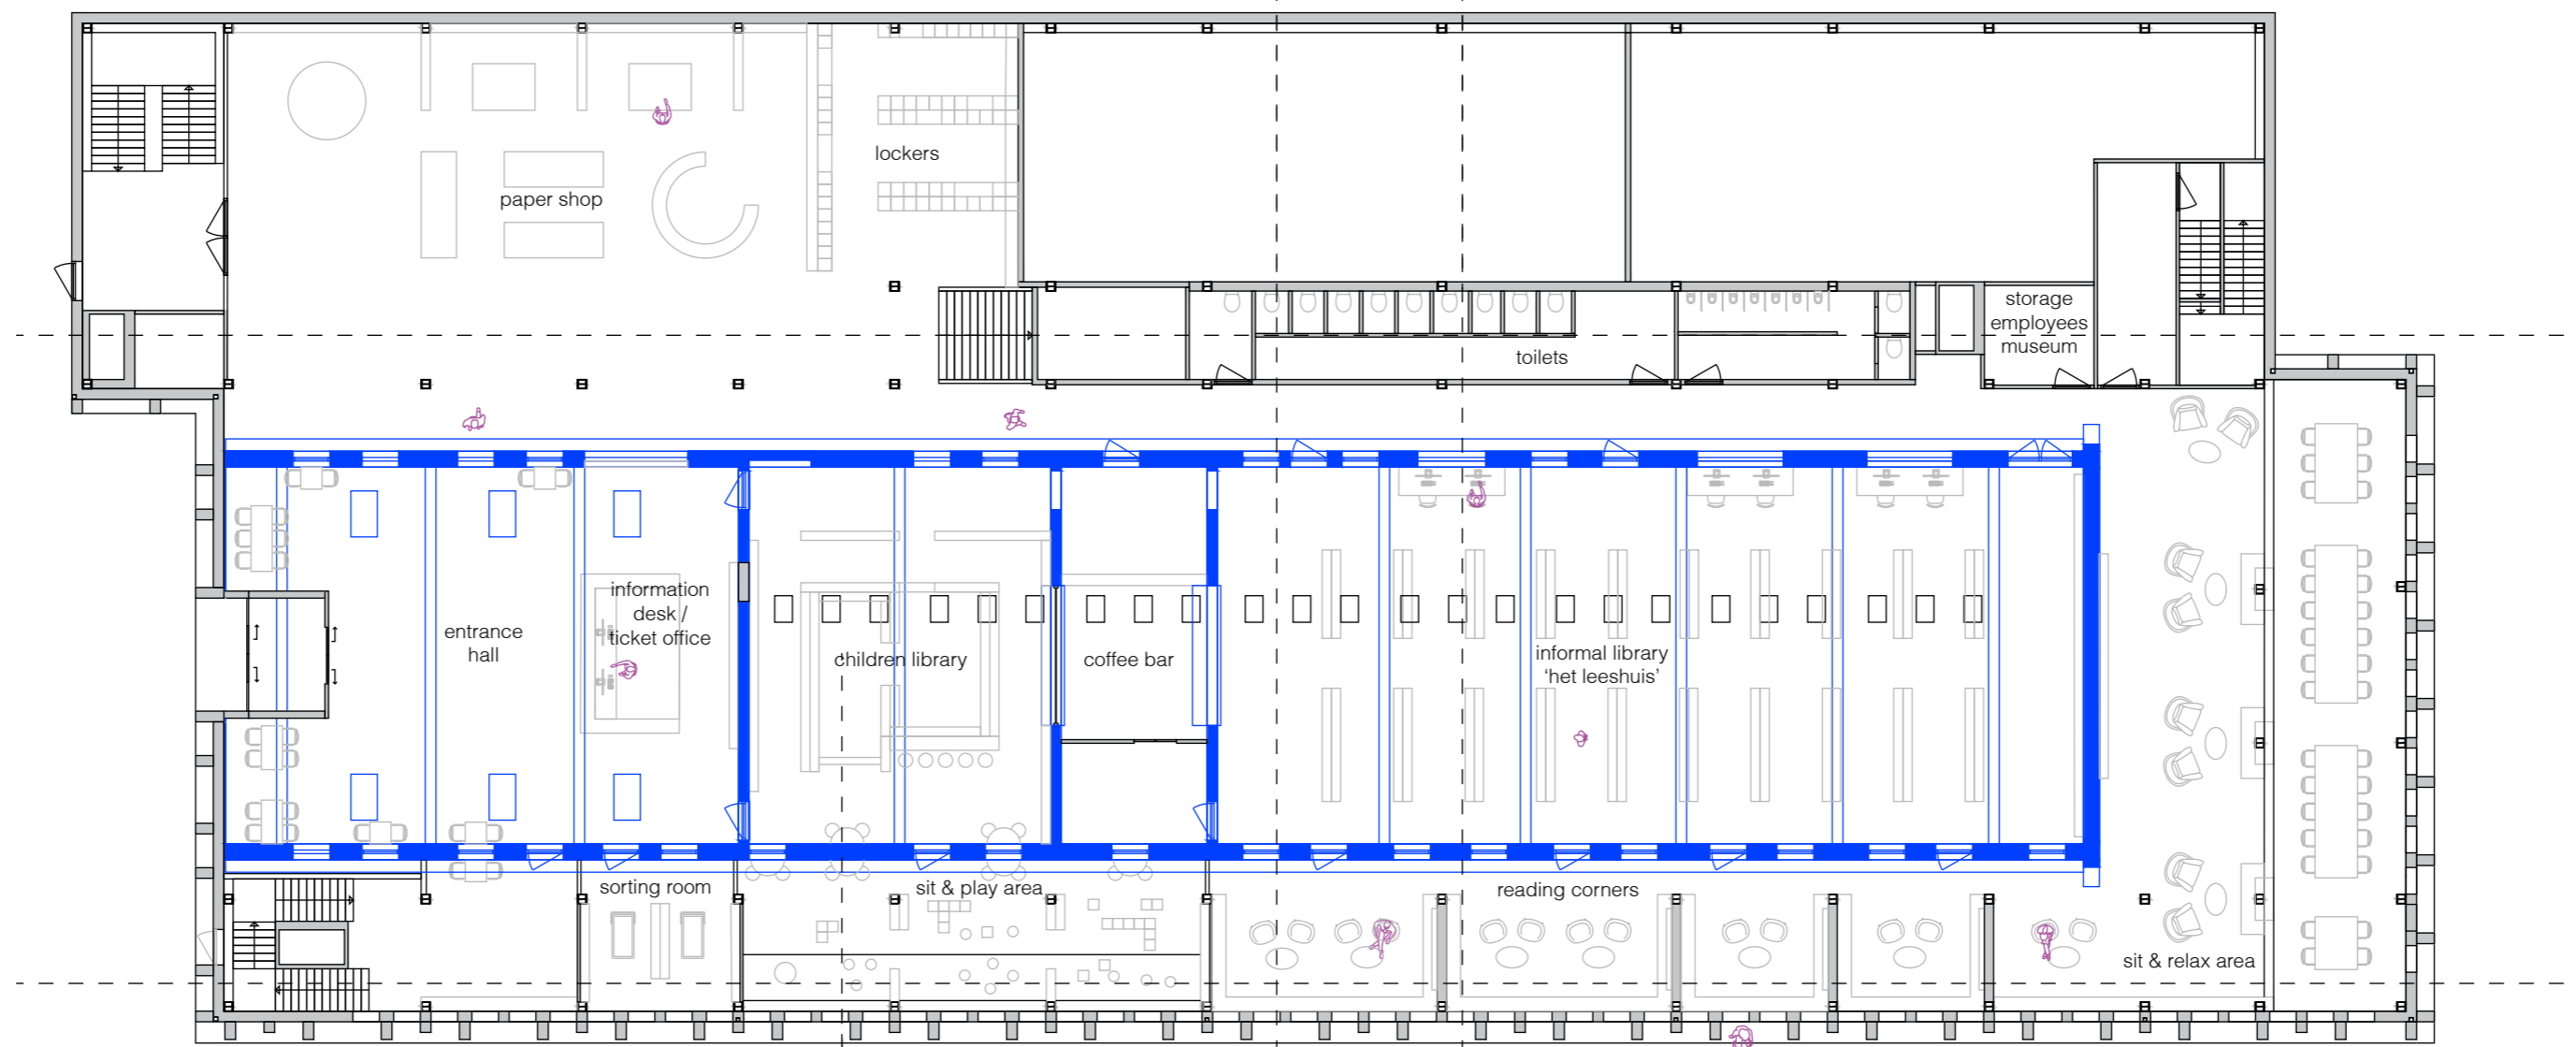 lockers
paper shop
storage
employees
museum
toilets
information
desk /
ticket office
entrance
hall
children library
coffee bar
informal library
‘het leeshuis’
sorting room
sit & play area
reading corners
sit & relax area